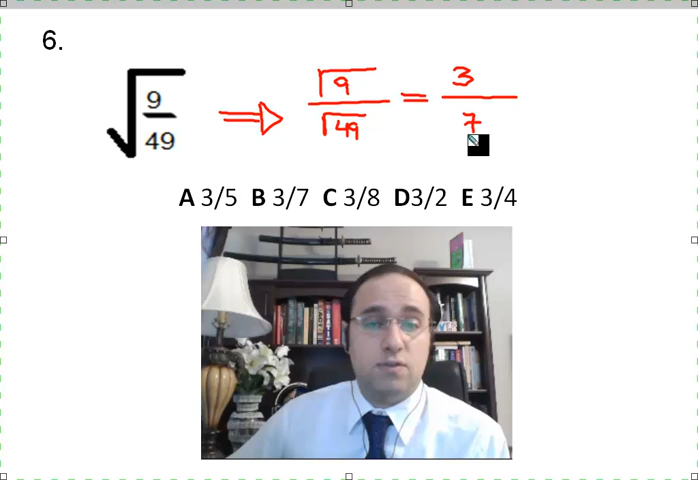 6.
√9/49 ⇒ √9/√49 = 3/7
A 3/5 B 3/7 C 3/8 D3/2 E 3/4